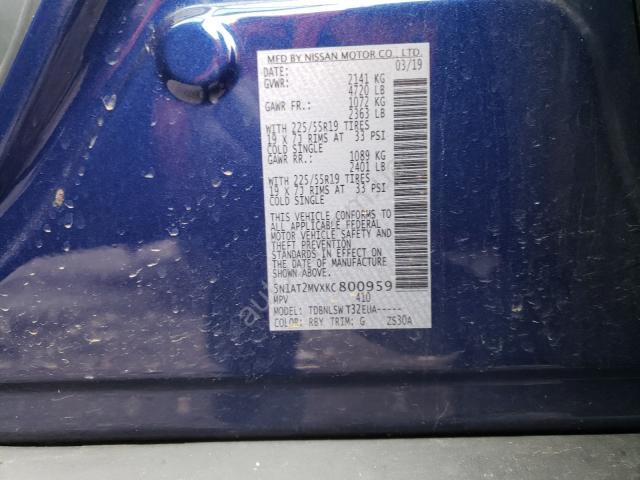 MFD BY NISSAN MOTOR CO., LTD.
DATE: 03/19
GVWR: 2141 KG
4720 LB
GAWR FR.: 1072 KG
2363 LB
WITH 225/55R19 TIRES
19 X 7J RIMS AT 33 PSI
COLD SINGLE
GAWR RR.: 1089 KG
2401 LB
WITH 225/55R19 TIRES
19 X 7J RIMS AT 33 PSI
COLD SINGLE
THIS VEHICLE CONFORMS TO
ALL APPLICABLE FEDERAL
MOTOR VEHICLE SAFETY AND
THEFT PREVENTION
STANDARDS IN EFFECT ON
THE DATE OF MANUFACTURE
SHOWN ABOVE.
5N1AT2MVXKC800959
MPV 410
MODEL: TDBNLSWT32EUA-----
COLOR: RBY TRIM: G ZS30A